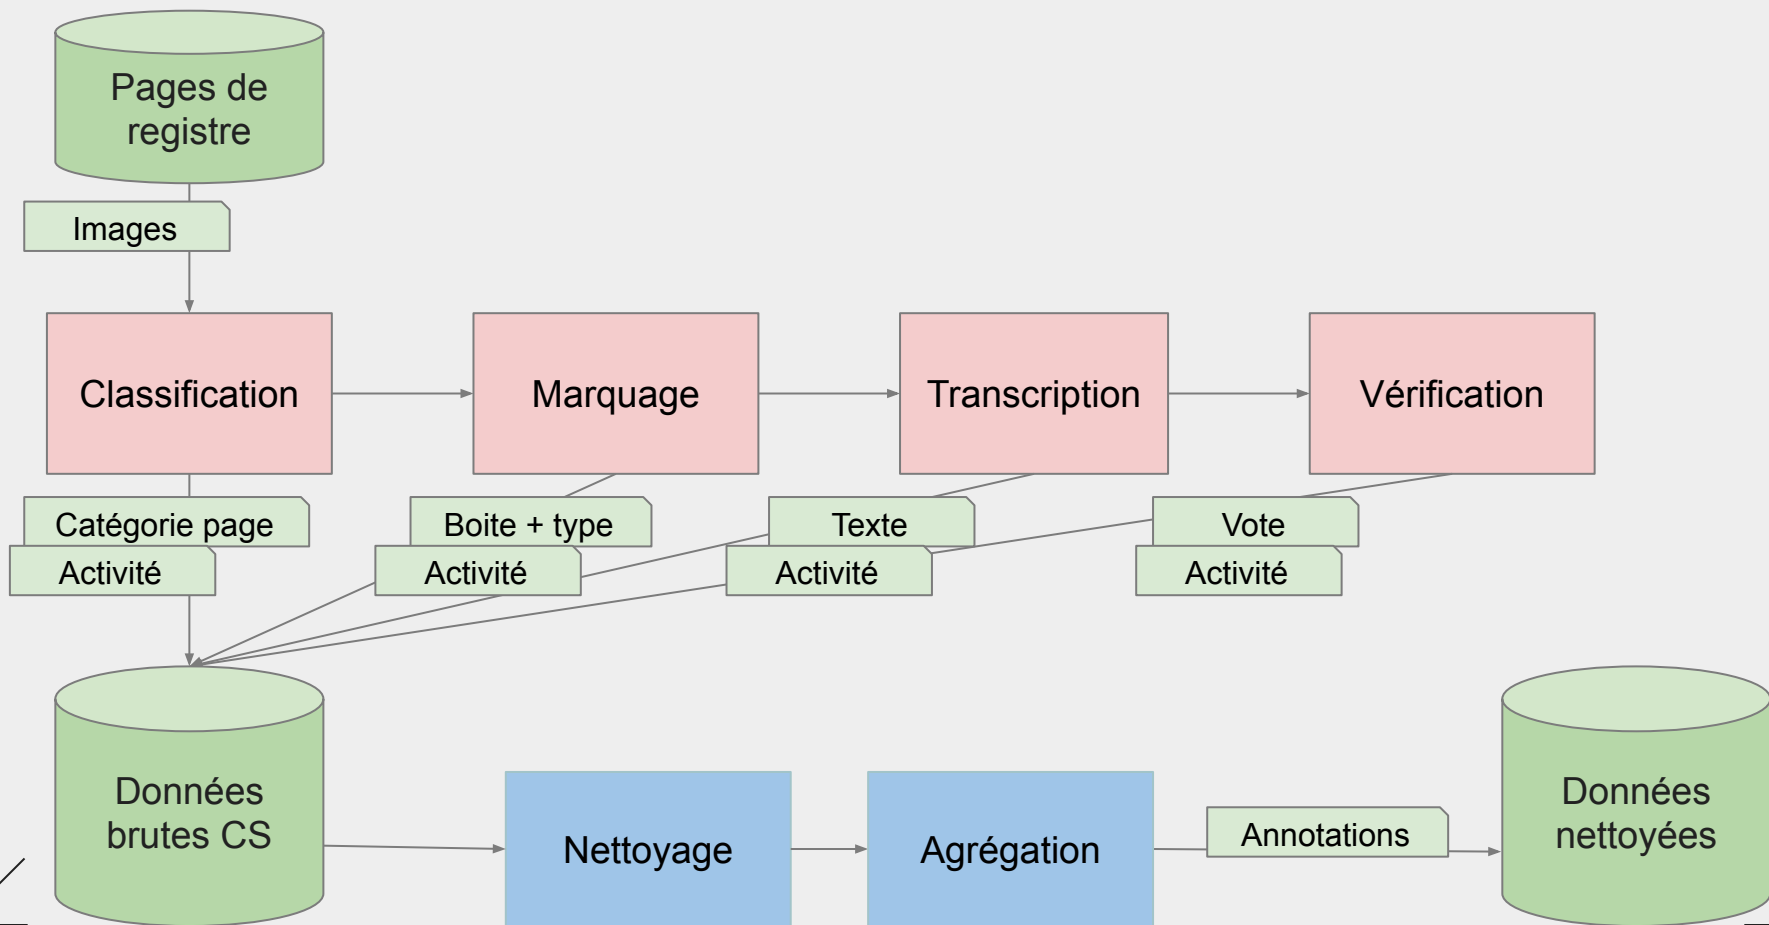 Pages de
registre
Images
Classification
Marquage
Transcription
Vérification
Catégorie page
Boite + type
Texte
Vote
Activité
Activité
Activité
Activité
Données
brutes CS
Nettoyage
Agrégation
Annotations
Données
nettoyées